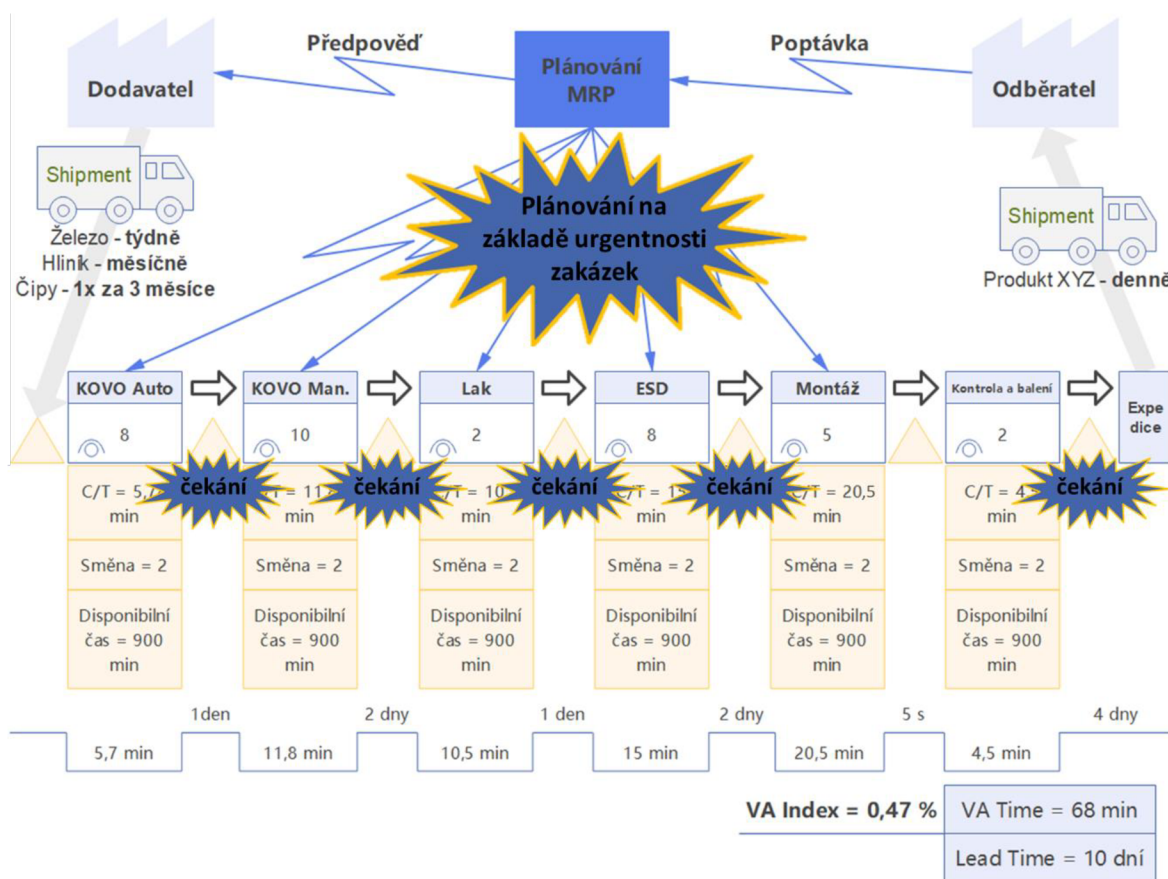 Předpověď
Poptávka
Dodavatel
Plánování
MRP
Odběratel
Shipment
Železo - týdně
Hliník - měsíčně
Čipy - 1x za 3 měsíce
Plánování na
základě urgentnosti
zakázek
Shipment
Produkt XYZ - denně
KOVO Auto
KOVO Man.
Lak
ESD
Montáž
Kontrola a balení
Expe
dice
8
10
2
8
5
2
čekání
čekání
čekání
čekání
čekání
C/T = 5,7
min
/T = 11,
min
C/T = 10
min
C/T = 15
min
C/T = 20,5
min
C/T = 4,5
min
Směna = 2
Směna = 2
Směna = 2
Směna = 2
Směna = 2
Směna = 2
Disponibilní
čas = 900
min
Disponibilní
čas = 900
min
Disponibilní
čas = 900
min
Disponibilní
čas = 900
min
Disponibilní
čas = 900
min
Disponibilní
čas = 900
min
1den
2 dny
1 den
2 dny
5 s
4 dny
5,7 min
11,8 min
10,5 min
15 min
20,5 min
4,5 min
VA Index = 0,47 %
VA Time = 68 min
Lead Time = 10 dní